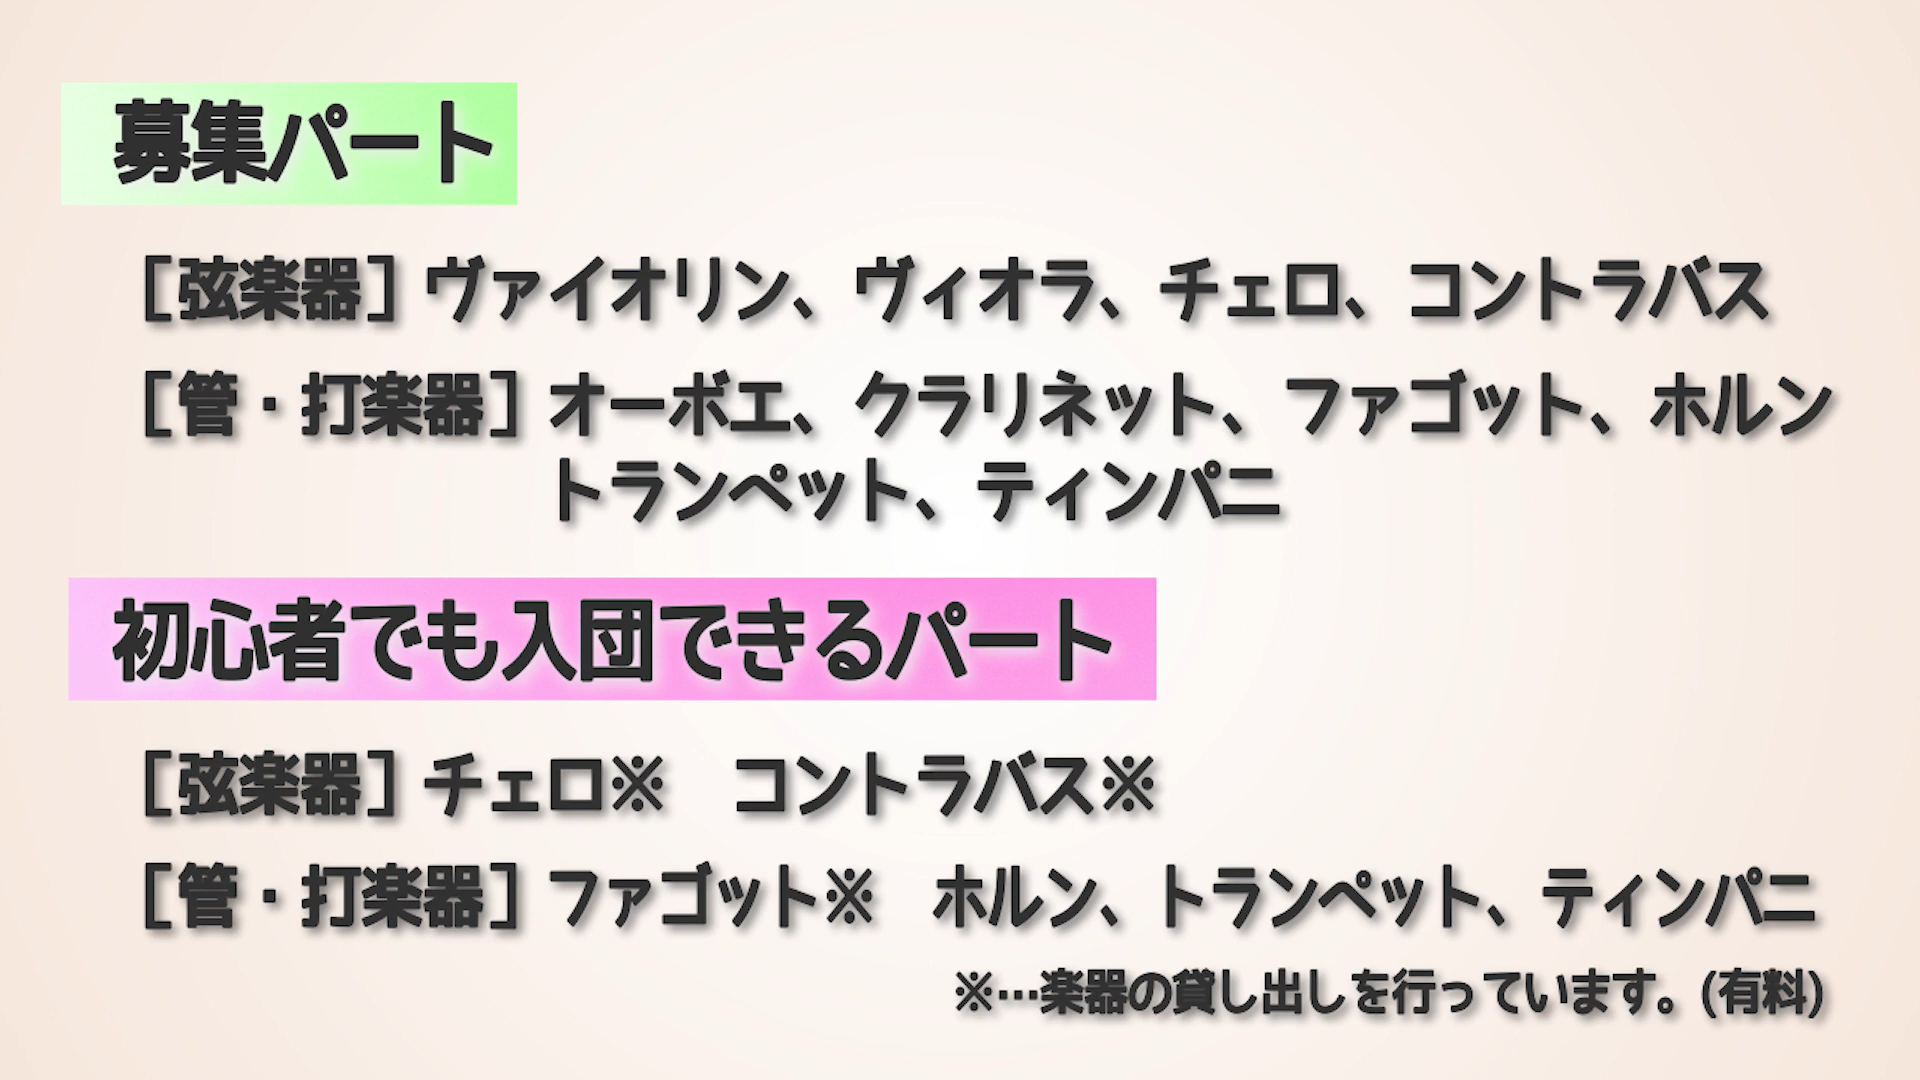 募集パート
［弦楽器］ヴァイオリン、ヴィオラ、チェロ、コントラバス
［管・打楽器］オーボエ、クラリネット、ファゴット、ホルン
トランペット、ティンパニ
初心者でも入団できるパート
［弦楽器］チェロ※　コントラバス※
［管・打楽器］ファゴット※　ホルン、トランペット、ティンパニ
※…楽器の貸し出しを行っています。(有料)